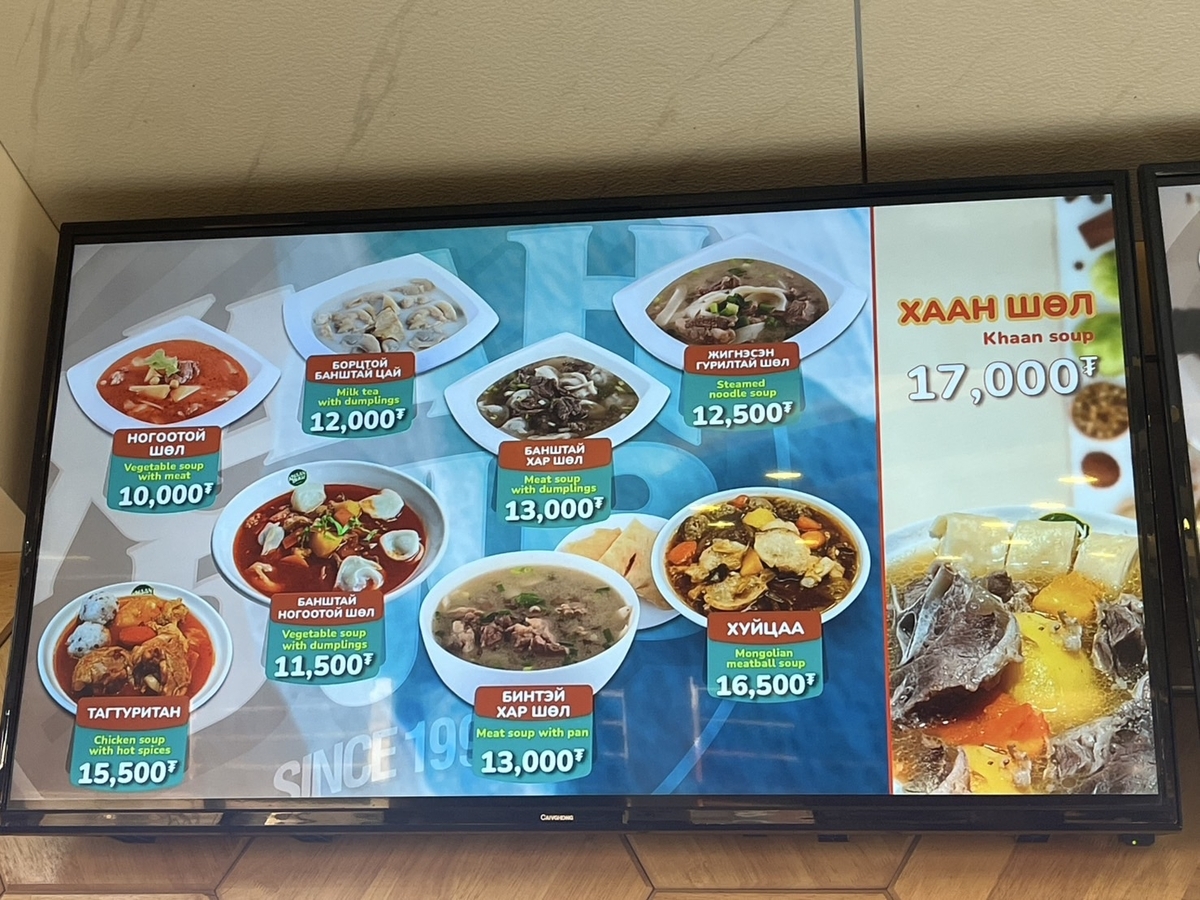 НОГООТОЙ
ШӨЛ
Vegetable soup
with meat
10,000₮
БОРЦТОЙ
БАНШТАЙ ЦАЙ
Milk tea
with dumplings
12,000₮
БАНШТАЙ
ХАР ШӨЛ
Meat soup
with dumplings
13,000₮
ЖИГНЭСЭН
ГУРИЛТАЙ ШӨЛ
Steamed
noodle soup
12,500₮
ТАГТУРИТАН
Chicken soup
with hot spices
15,500₮
БАНШТАЙ
НОГООТОЙ ШӨЛ
Vegetable soup
with dumplings
11,500₮
БИНТЭЙ
ХАР ШӨЛ
Meat soup with pan
13,000₮
ХУЙЦАА
Mongolian
meatball soup
16,500₮
SINCE 199
ХААН ШӨЛ
Khaan soup
17,000₮